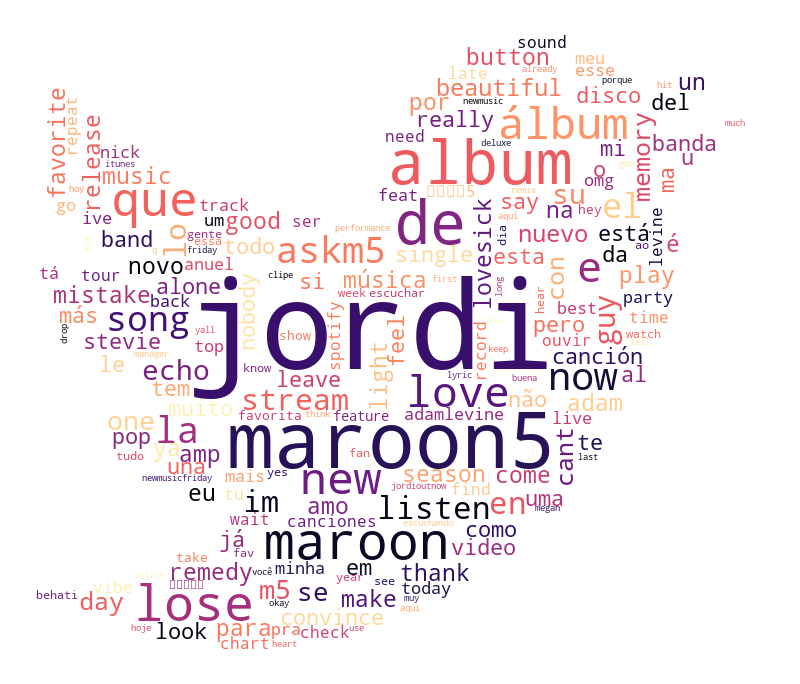 sound
button
already
meu
esse
late
porque
hit
beautiful
disco
un
newmusic
por
del
much
favorite
repeat
release
really
álbum
need
deluxe
mi
memory
banda
u
nick
itunes
album
o
omg
ma
music
hoy
que
feat
5
remix
say
su
hey
go
track
de
lovesick
aquí
na
el
ive
um
good
ser
performance
dia
nuevo
está
é
levine
band
lo
essa
gente
friday
todo
askm5
single
esta
e
da
ao
tá
tour
novo
anuel
clipe
si
música
con
play
mistake
back
alone
nobody
jordi
week
escuchar
first
long
hear
best
party
más
song
spotify
feel
record
pero
guy
time
drop
stevie
yall
top
show
light
keep
ouvir
watch
tell
manager
le
echo
know
leave
lyric
buena
canción
now
al
tem
muito
stream
love
não
adam
one
favorita
think
feature
adamlevine
live
pop
la
maroon5
cant
te
last
ya
amp
fan
tudo
una
mais
yes
new
season
come
newmusicfriday
jordioutnow
find
megan
eu
tu
im
amo
listen
en
uma
wait
canciones
escuchando
como
já
maroon
video
fav
take
remedy
você
minha
em
thank
behati
vibe
m5
year
see
today
day
lose
se
make
muy
okay
aqui
look
hoje
para
pra
check
convince
use
chart
heart